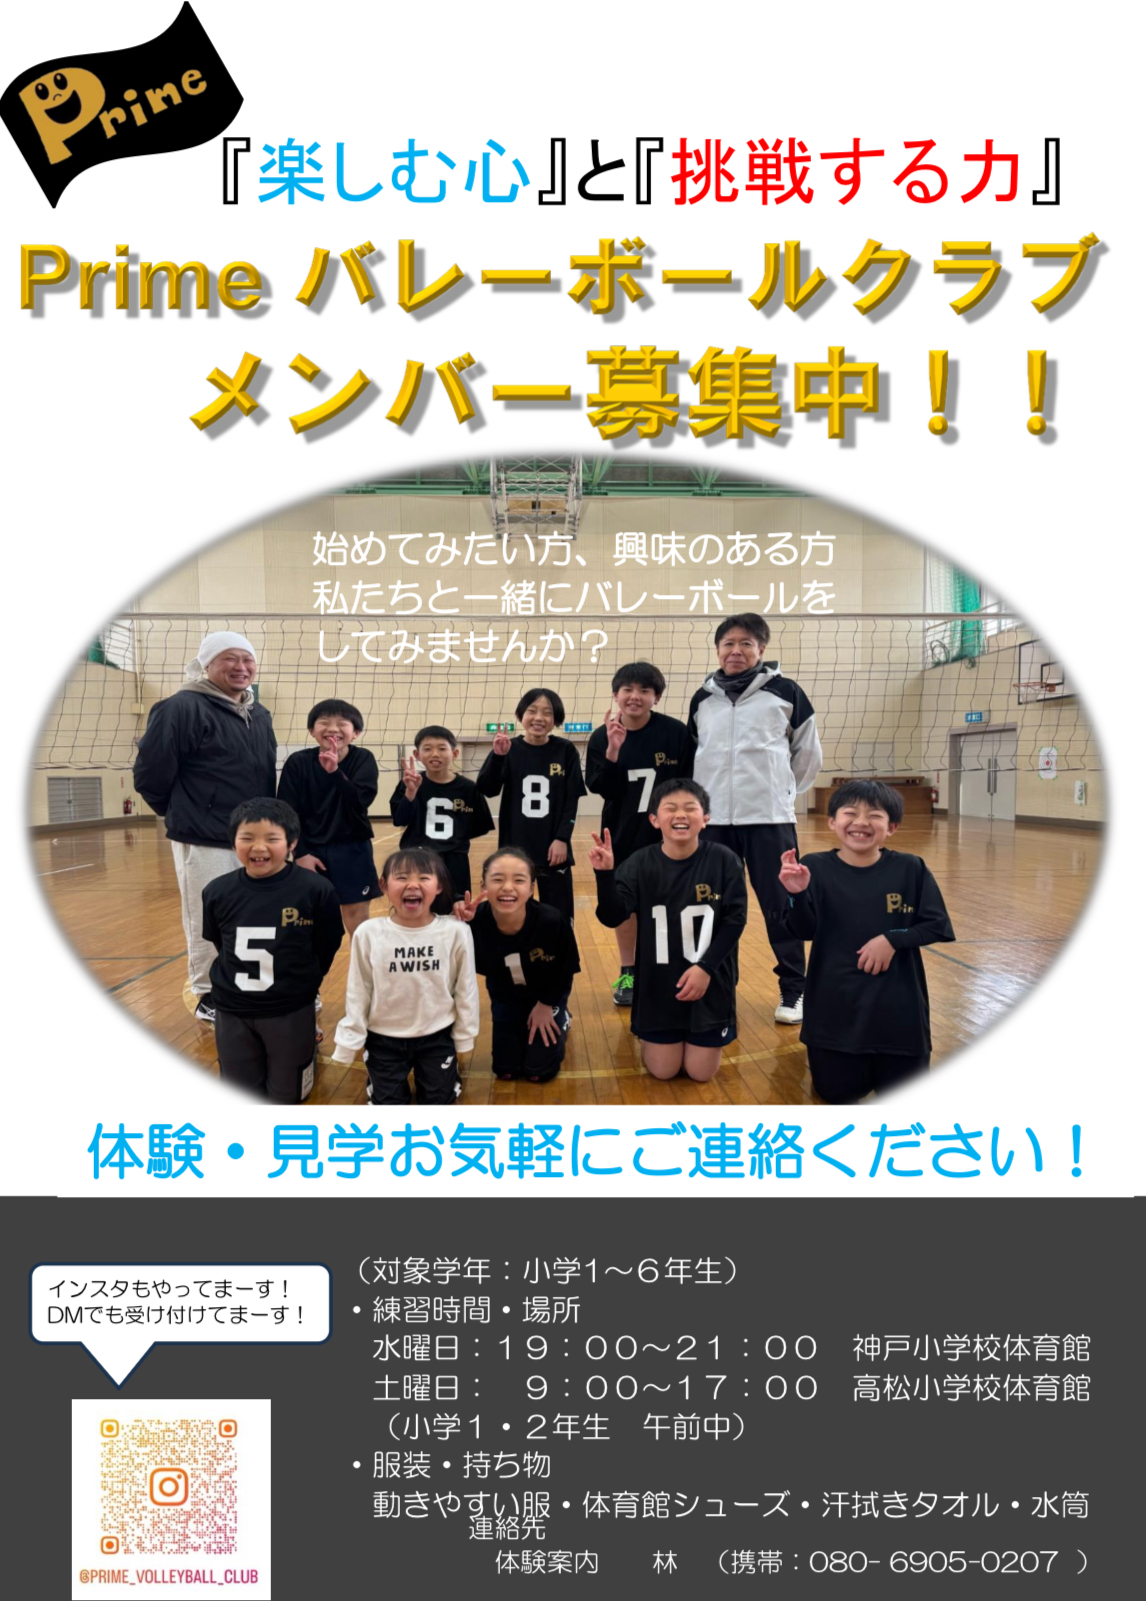 Prime
『楽しむ心』と『挑戦する力』
Prime バレーボールクラブ
メンバー募集中！！
始めてみたい方、興味のある方
私たちと一緒にバレーボールを
してみませんか？
6
Prim
8
Pri
7
Prime
5
Prime
MAKE
A WISH
1
Prim
10
Prin
Prin
体験・見学お気軽にご連絡ください！
インスタもやってまーす！
DMでも受け付けてまーす！
@PRIME_VOLLEYBALL_CLUB
（対象学年：小学1～６年生）
・練習時間・場所
水曜日：１９：００～２１：００　神戸小学校体育館
土曜日：　９：００～１７：００　高松小学校体育館
（小学１・２年生　午前中）
・服装・持ち物
動きやすい服・体育館シューズ・汗拭きタオル・水筒
連絡先
体験案内　　林　（携帯：080- 6905-0207 ）